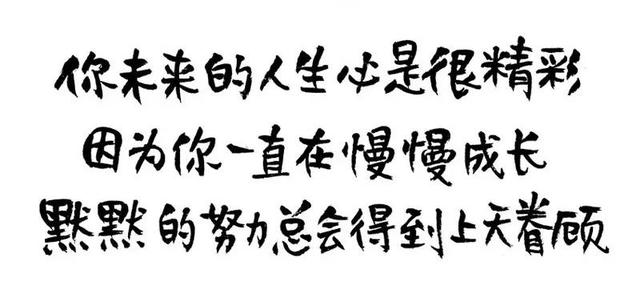 你未来的人生必是很精彩
因为你一直在慢慢成长
默默的努力总会得到上天眷顾